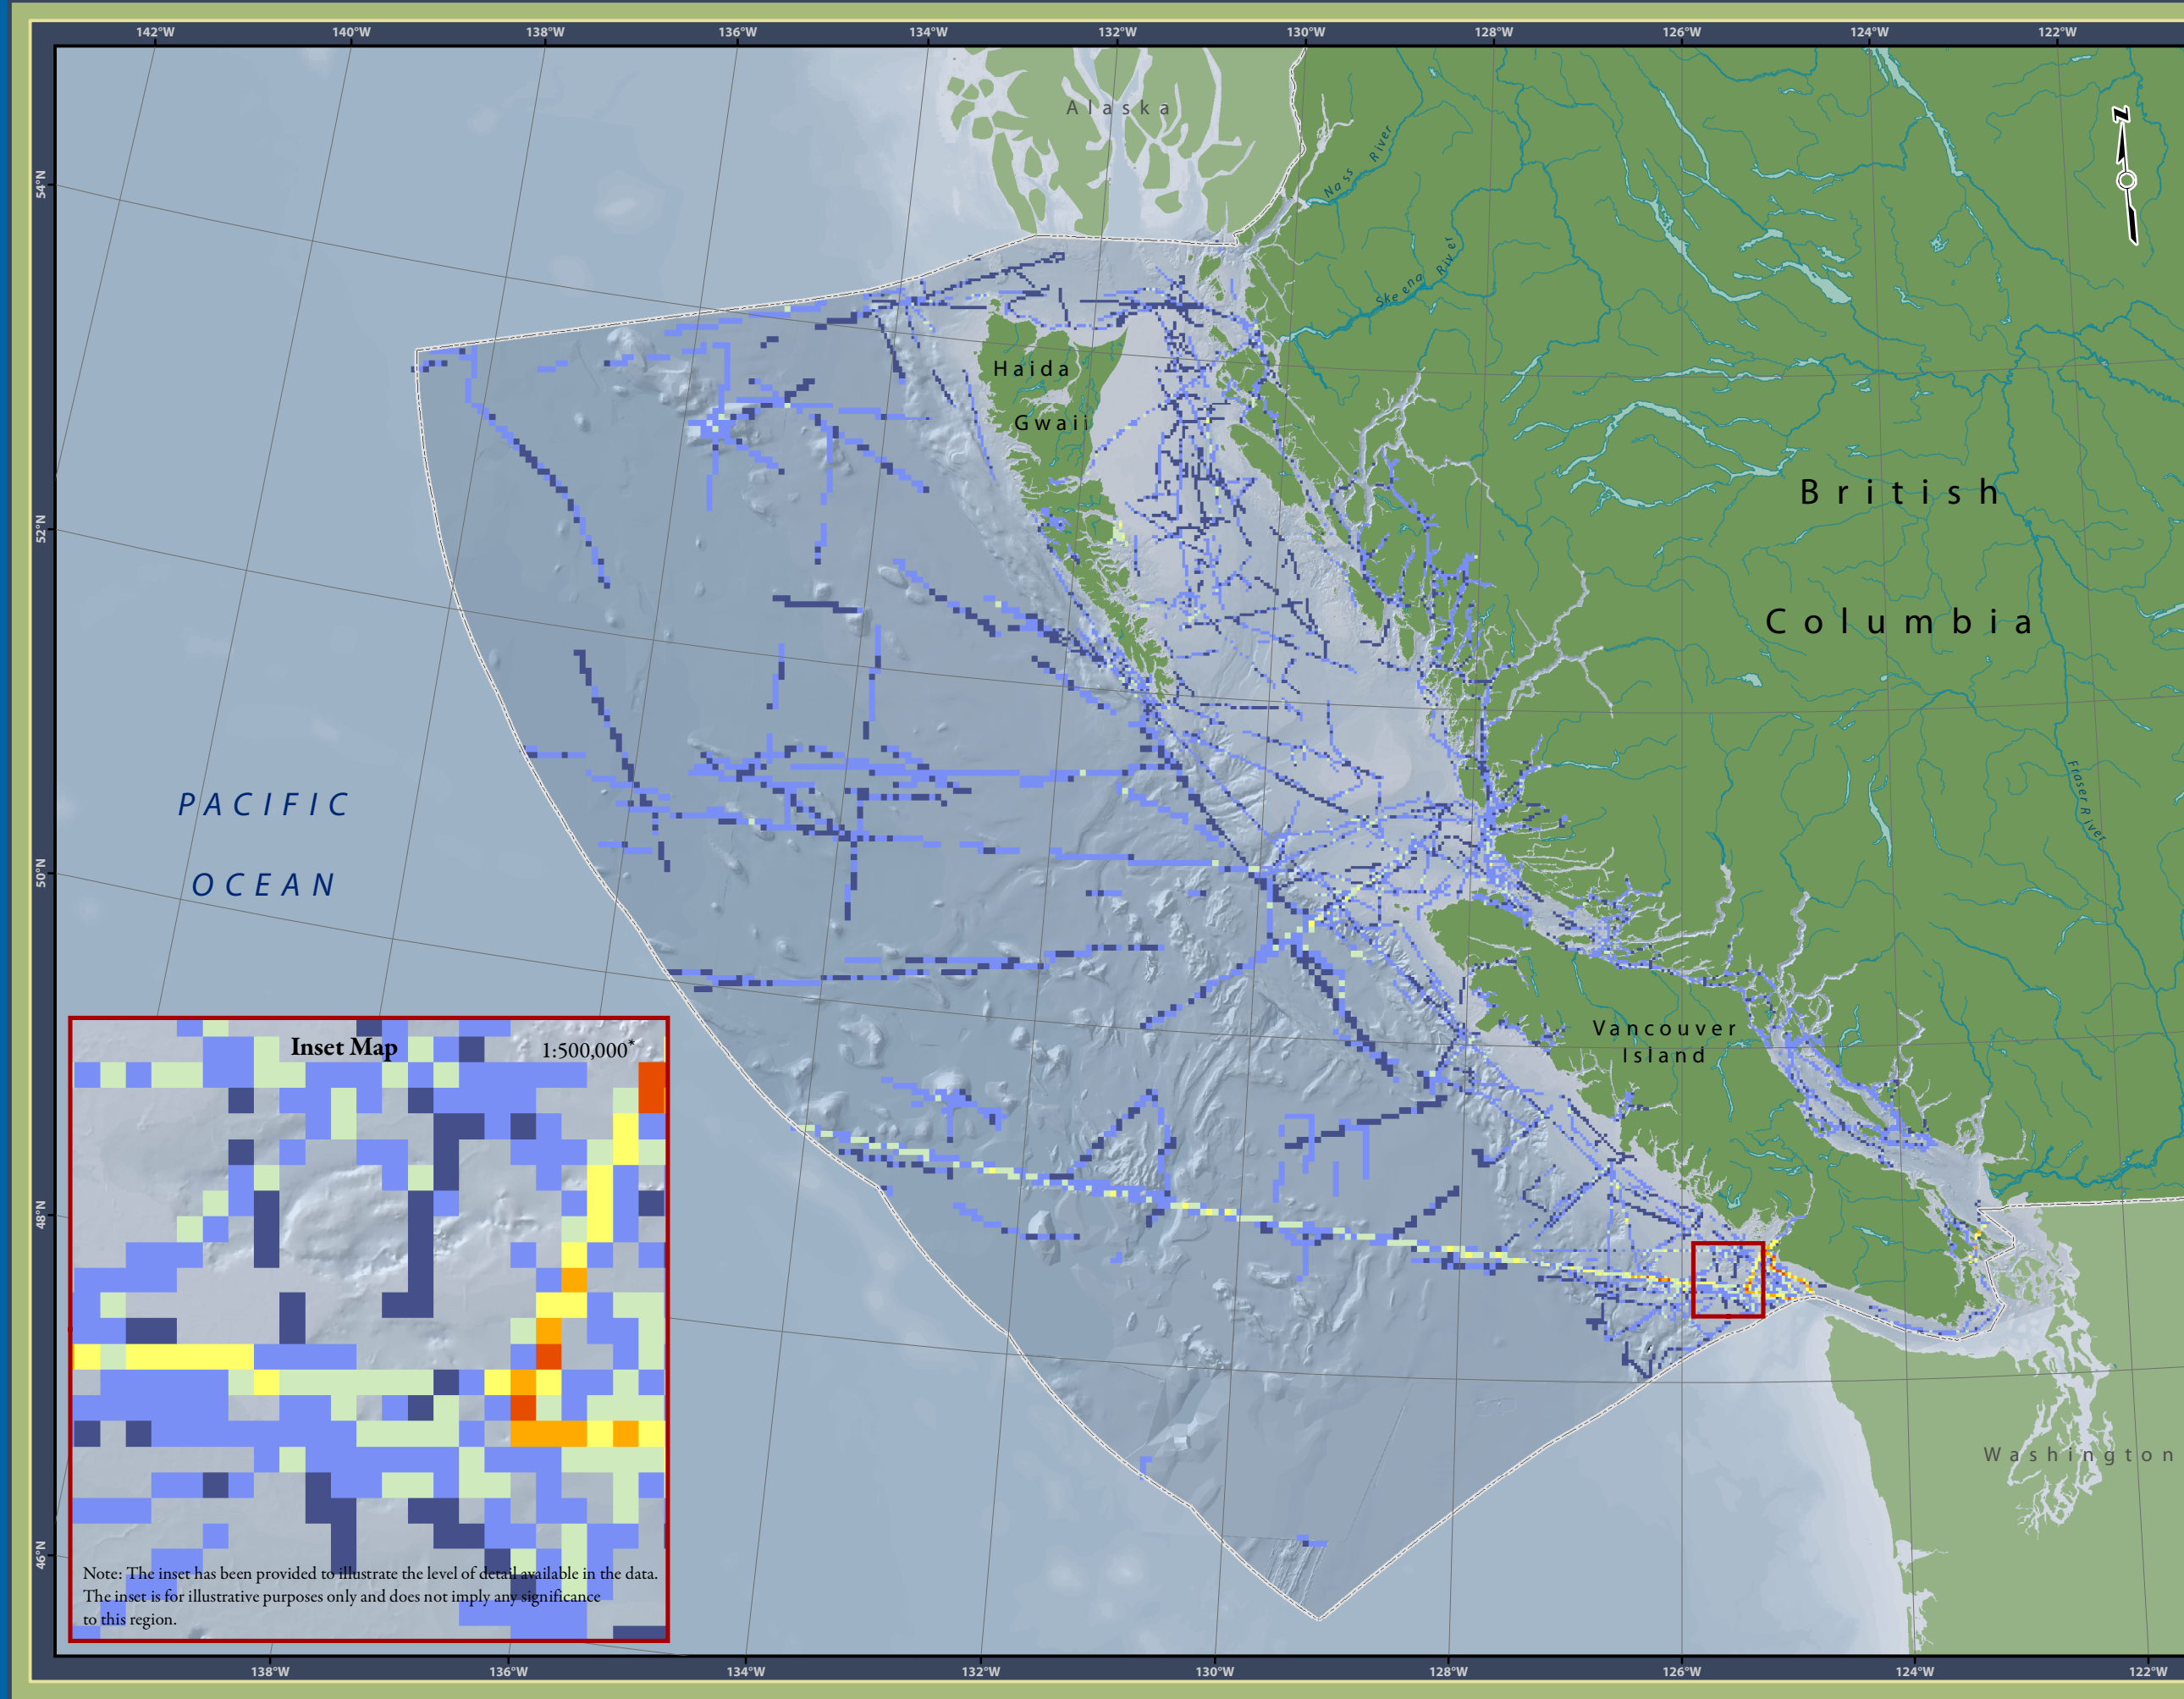 142°W 140°W 138°W 136°W 134°W 132°W 130°W 128°W 126°W 124°W 122°W
Alaska
N
54°N
Nass River
Skeena River
Haida
Gwaii
British
52°N
Columbia
PACIFIC
Fraser River
50°N
OCEAN
Vancouver
Island
Inset Map 1:500,000*
48°N
Washington
46°N
Note: The inset has been provided to illustrate the level of detail available in the data.
The inset is for illustrative purposes only and does not imply any significance
to this region.
138°W 136°W 134°W 132°W 130°W 128°W 126°W 124°W 122°W